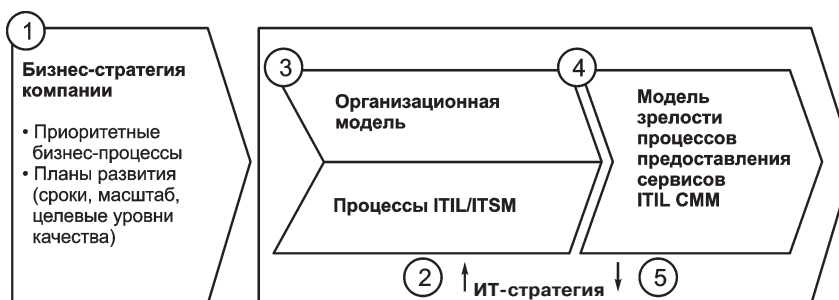 1
Бизнес-стратегия
компании
• Приоритетные
бизнес-процессы
• Планы развития
(сроки, масштаб,
целевые уровни
качества)
3
Организационная
модель
Процессы ITIL/ITSM
4
Модель
зрелости
процессов
предоставления
сервисов
ITIL CMM
2
ИТ-стратегия
5